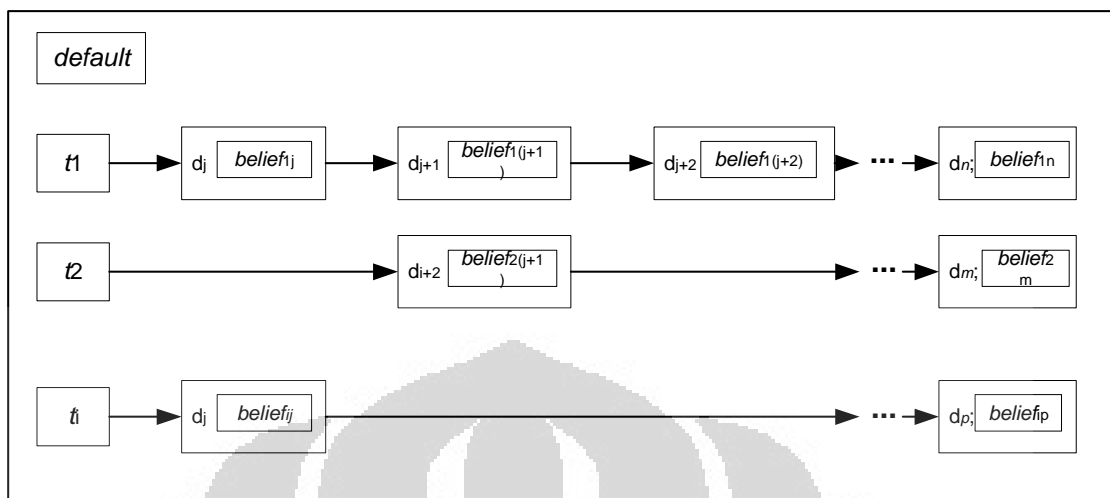 default
t1 dj belief1j dj+1 belief1(j+1) dj+2 belief1(j+2) ... dn; belief1n
t2 di+2 belief2(j+1) ... dm; belief2m
ti dj beliefij ... dp; beliefip